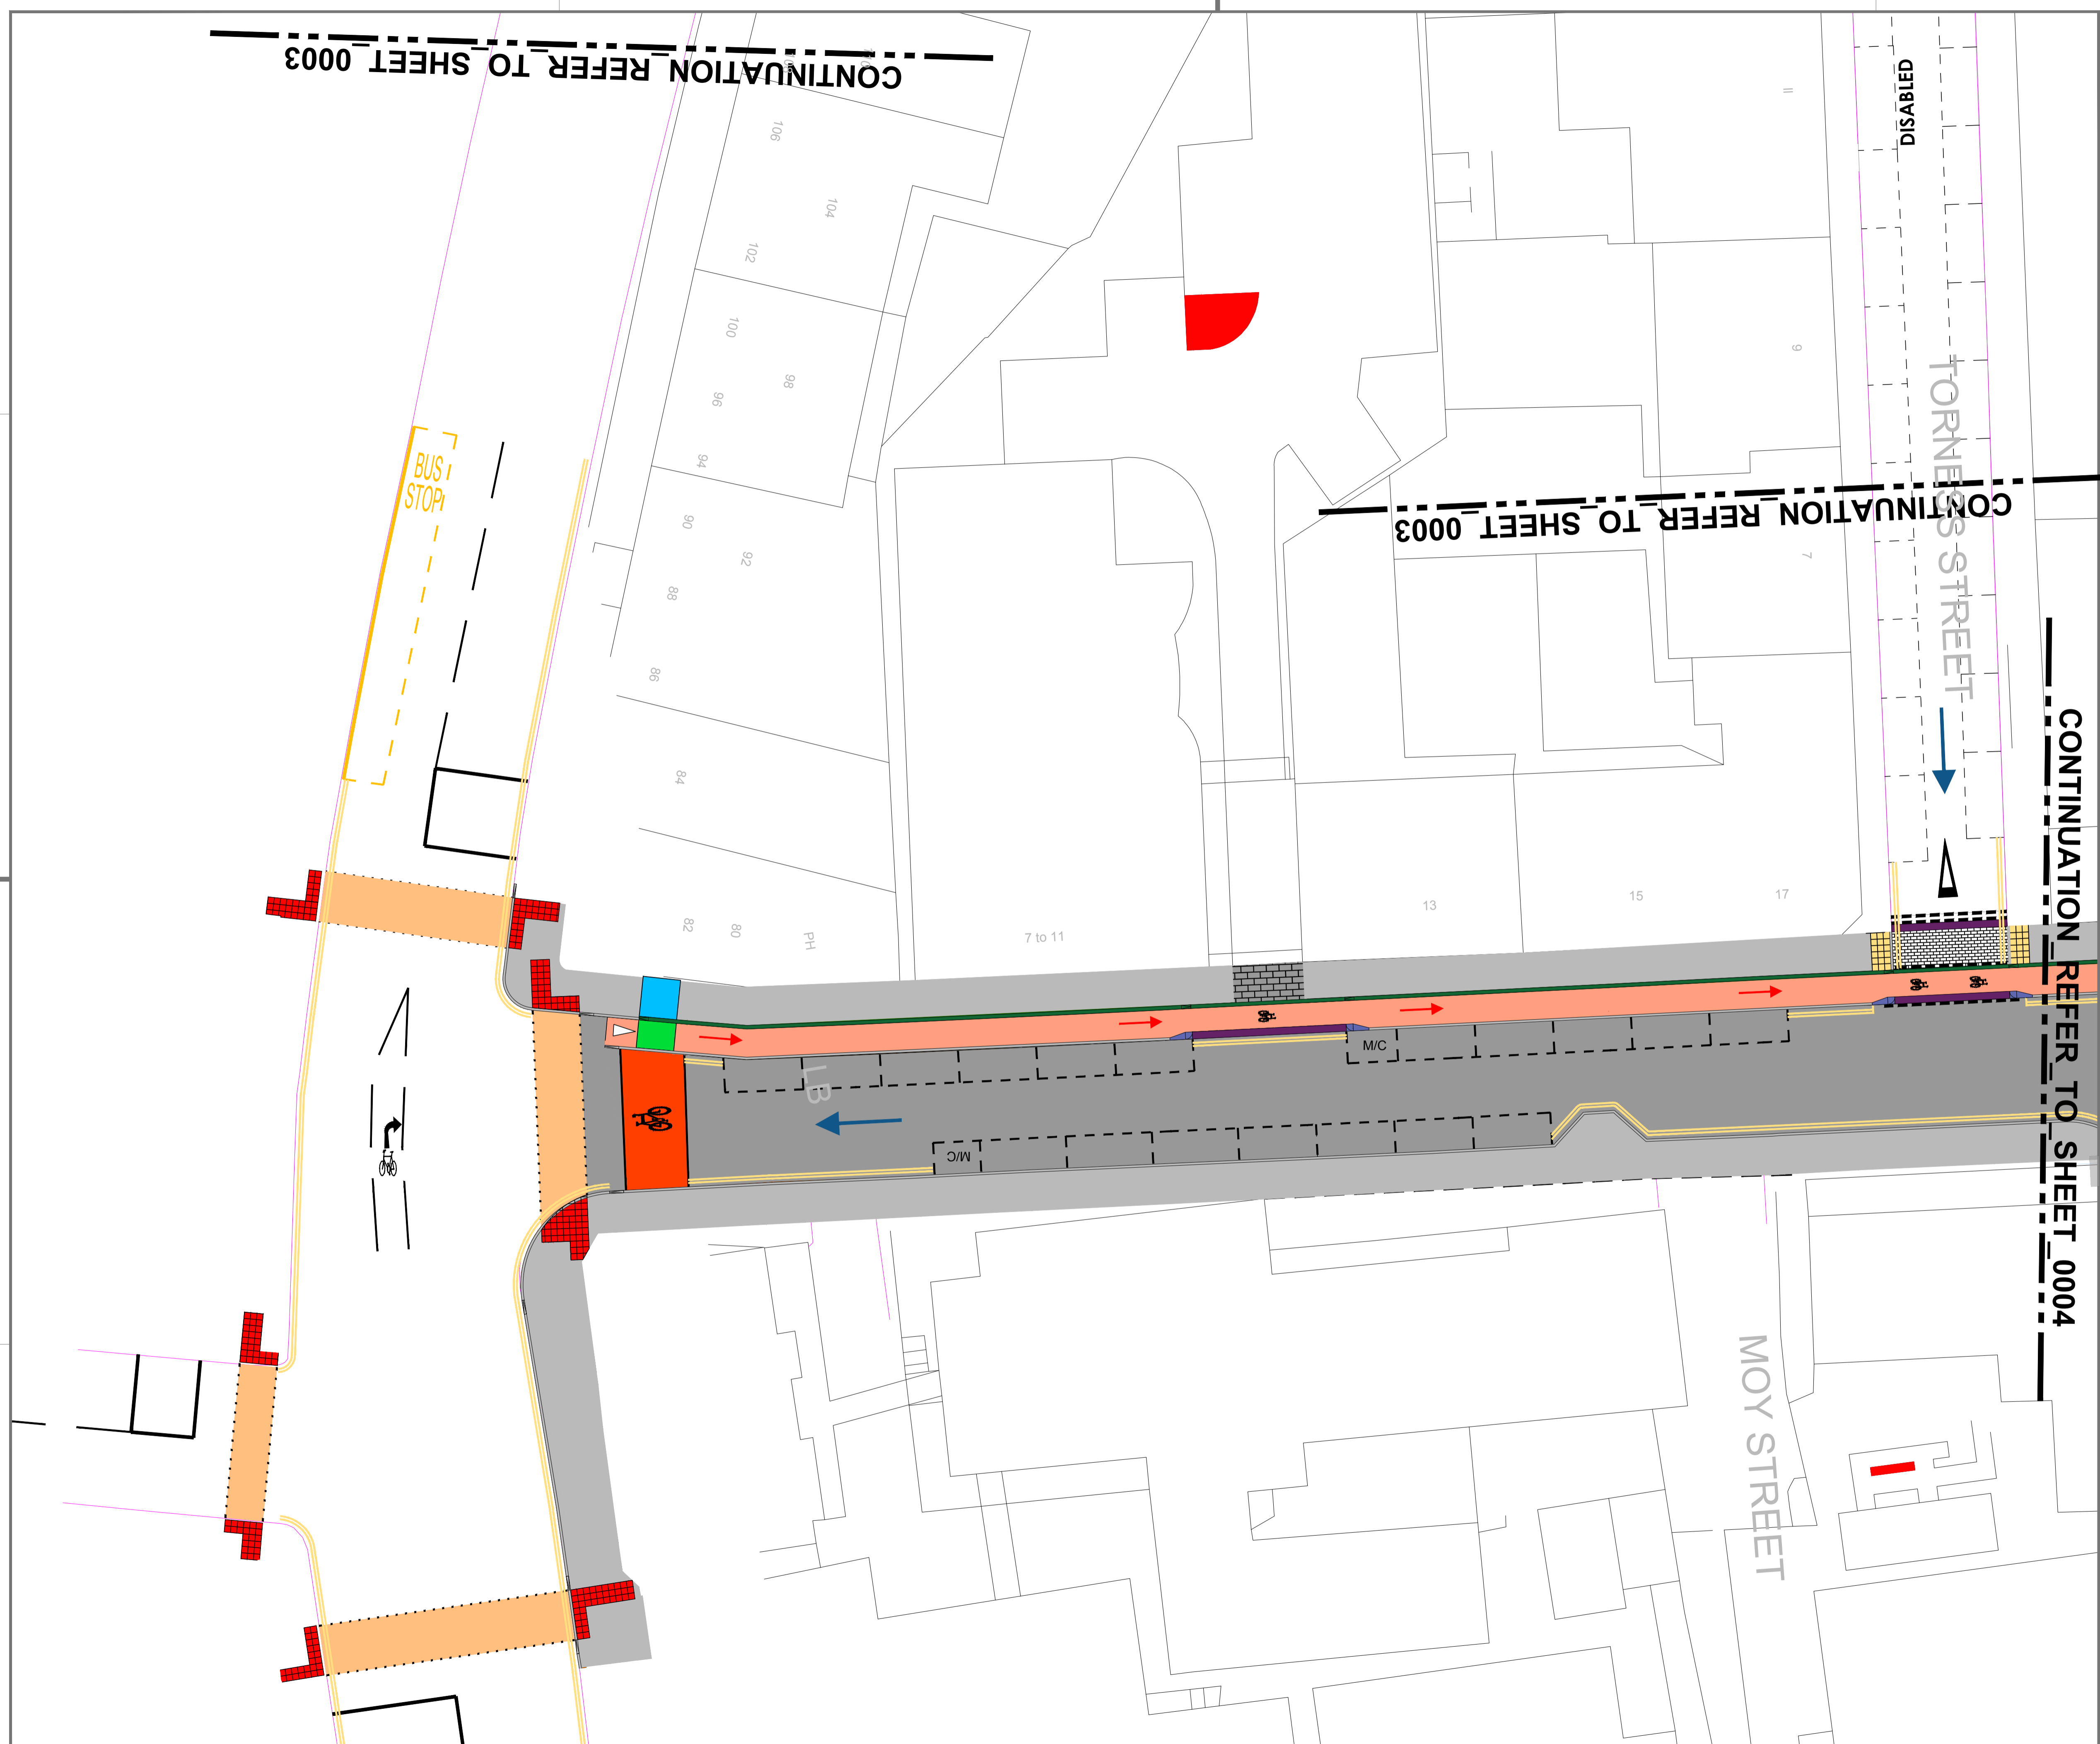 CONTINUATION_REFER_TO_SHEET_0003
DISABLED
106
104
102
100
98
96
94
90
92
88
86
84
82
80
PH
BUS
STOP
7 to 11
13
15
17
II
9
7
TORNESS STREET
CONTINUATION_REFER_TO_SHEET_0003
CONTINUATION_REFER_TO_SHEET_0004
M/C
M/C
LB
MOY STREET